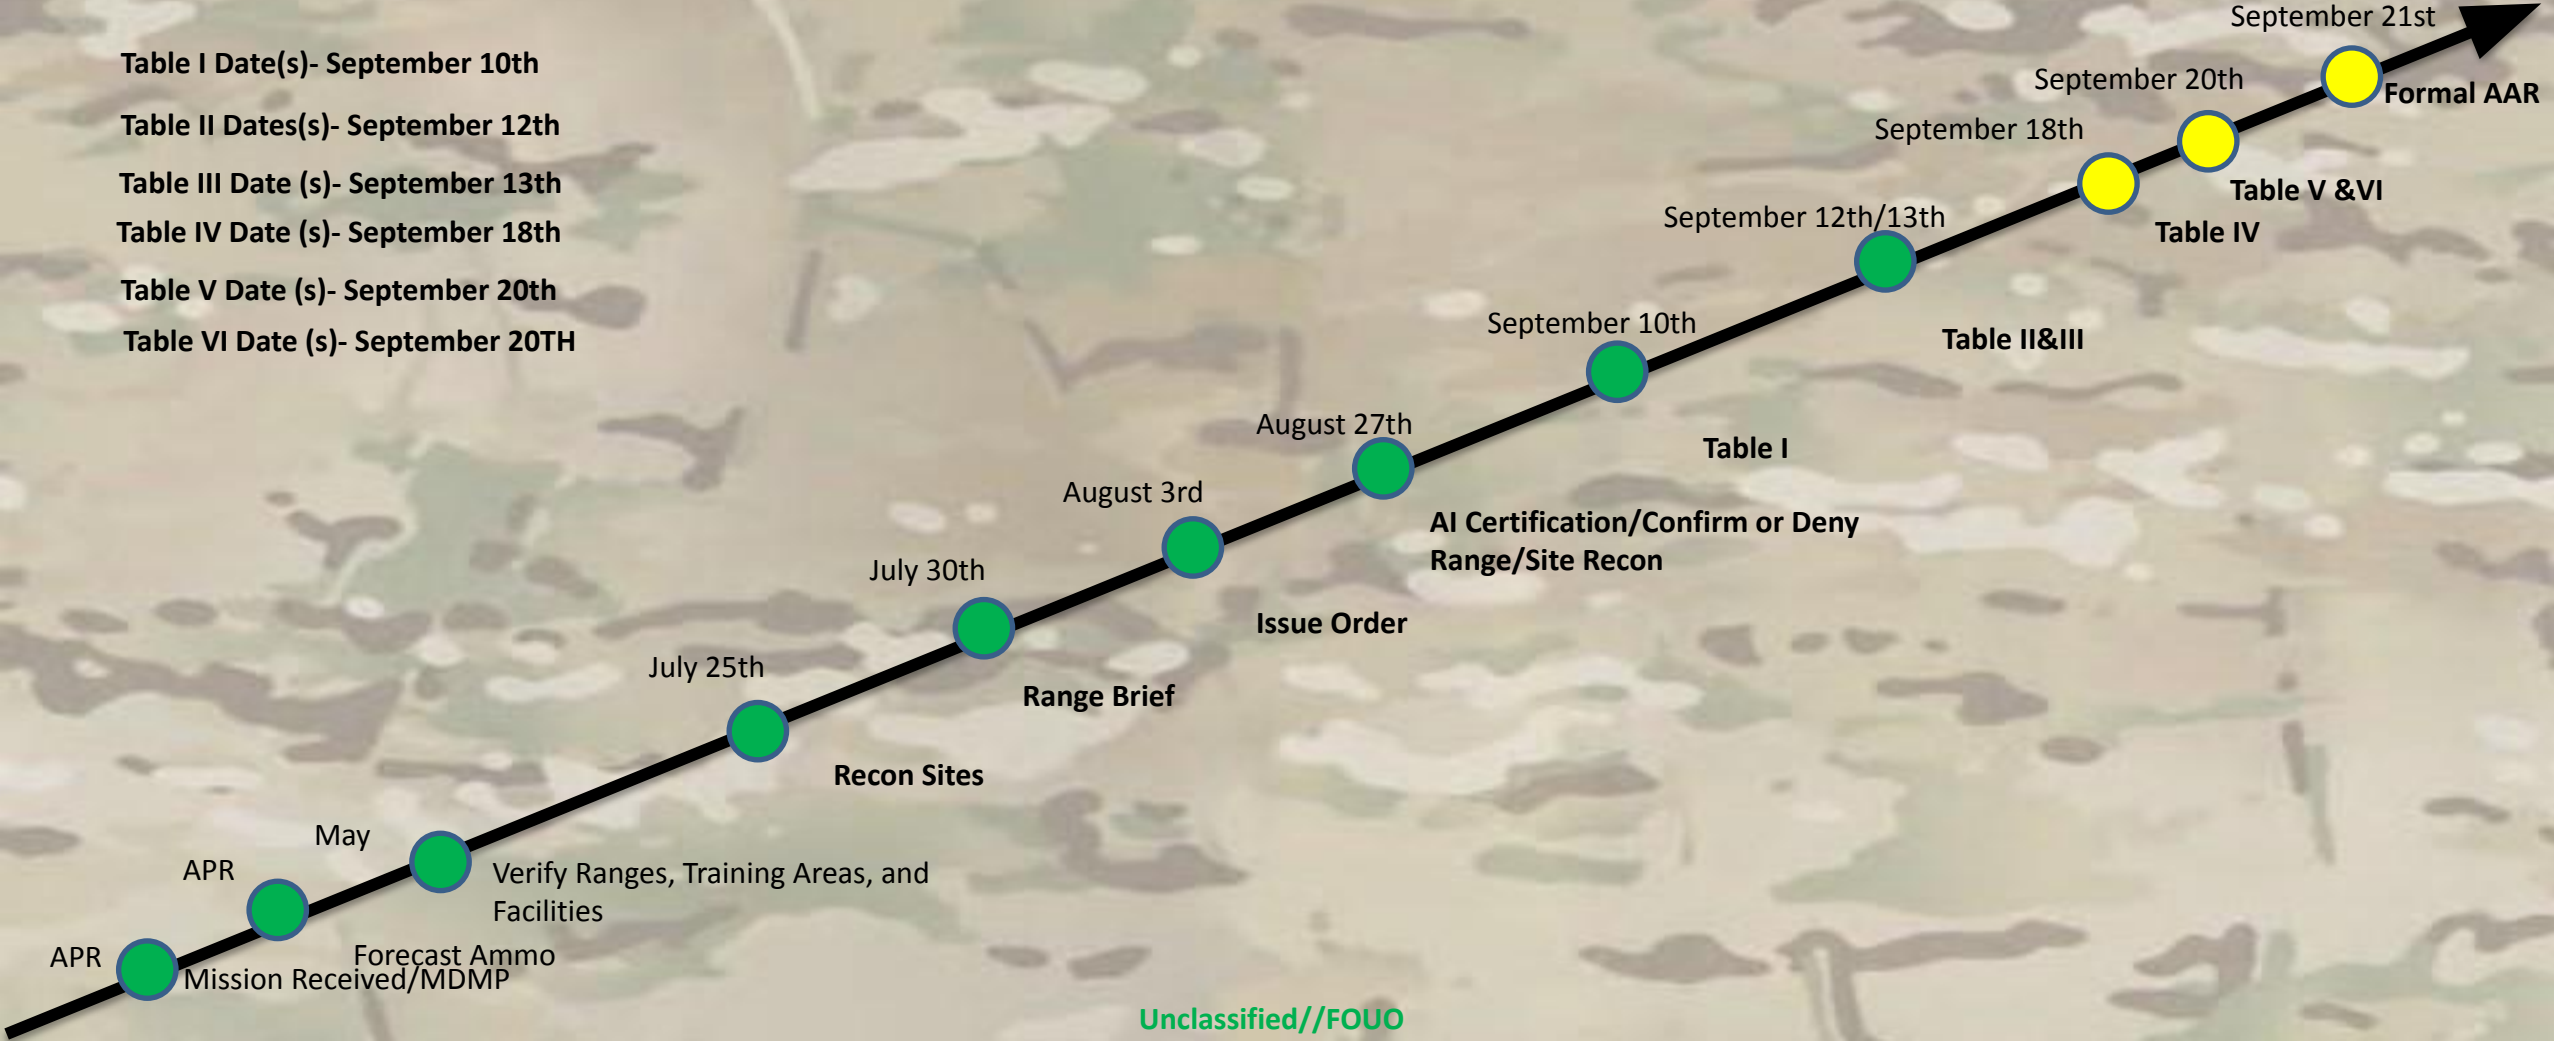 Table I Date(s)- September 10th
Table II Dates(s)- September 12th
Table III Date (s)- September 13th
Table IV Date (s)- September 18th
Table V Date (s)- September 20th
Table VI Date (s)- September 20TH
September 21st
Formal AAR
September 20th
Table V &VI
September 18th
Table IV
September 12th/13th
Table II&III
September 10th
Table I
August 27th
AI Certification/Confirm or Deny
Range/Site Recon
August 3rd
Issue Order
July 30th
Range Brief
July 25th
Recon Sites
May
Verify Ranges, Training Areas, and
Facilities
APR
Forecast Ammo
APR
Mission Received/MDMP
Unclassified//FOUO